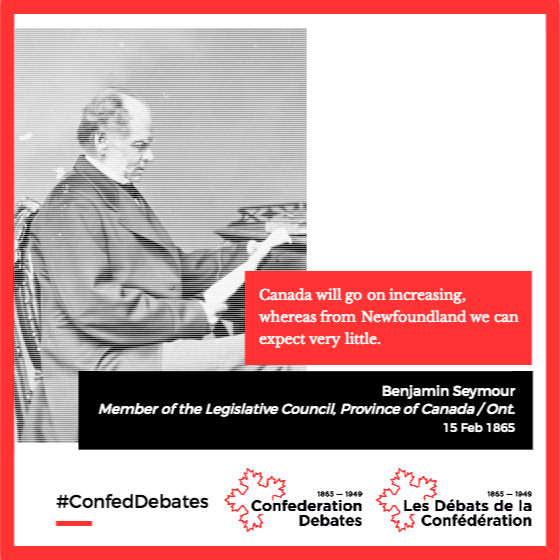 Canada will go on increasing,
whereas from Newfoundland we can
expect very little.
Benjamin Seymour
Member of the Legislative Council, Province of Canada / Ont.
15 Feb 1865
#ConfedDebates
1865 — 1949
Confederation
Debates
1865 — 1949
Les Débats de la
Confédération